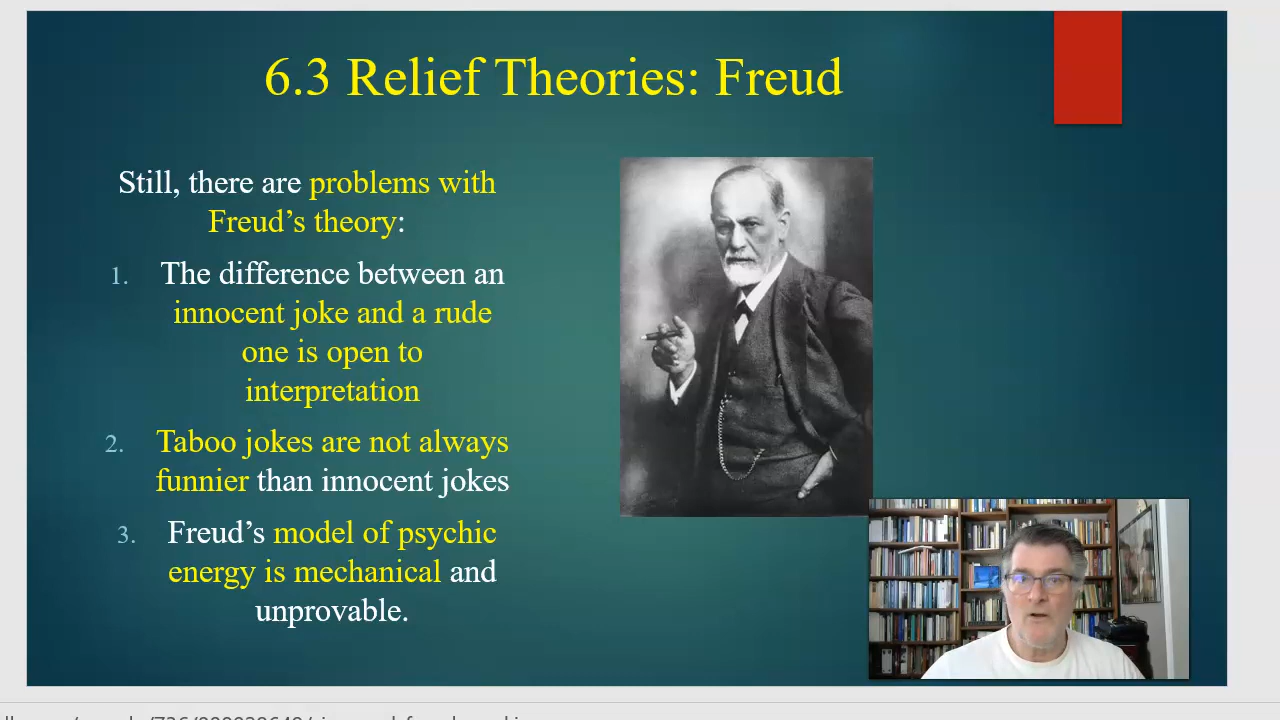 6.3 Relief Theories: Freud
Still, there are problems with
Freud’s theory:
1. The difference between an
innocent joke and a rude
one is open to
interpretation
2. Taboo jokes are not always
funnier than innocent jokes
3. Freud’s model of psychic
energy is mechanical and
unprovable.